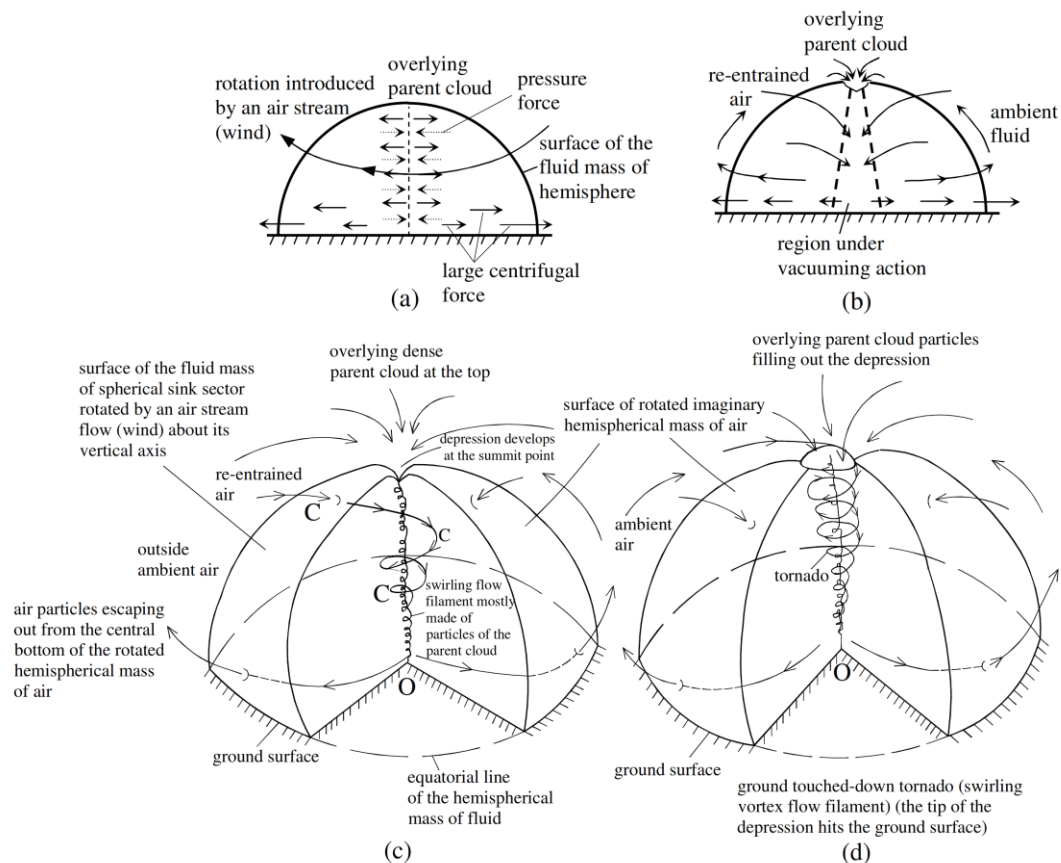 rotation introduced
by an air stream
(wind)
overlying
parent cloud
pressure
force
surface of the
fluid mass of
hemisphere
large centrifugal
force
(a)
overlying
parent cloud
re-entrained
air
ambient
fluid
region under
vacuuming action
(b)
surface of the fluid mass
of spherical sink sector
rotated by an air stream
flow (wind) about its
vertical axis
overlying dense
parent cloud at the top
depression develops
at the summit point
surface of rotated imaginary
hemispherical mass of air
re-entrained
air
C
C
C
outside
ambient air
swirling flow
filament mostly
made of
particles of the
parent cloud
air particles escaping
out from the central
bottom of the rotated
hemispherical mass
of air
O
ground surface
equatorial line
of the hemispherical
mass of fluid
(c)
overlying parent cloud particles
filling out the depression
ambient
air
tornado
O
ground surface
ground touched-down tornado (swirling
vortex flow filament) (the tip of the
depression hits the ground surface)
(d)